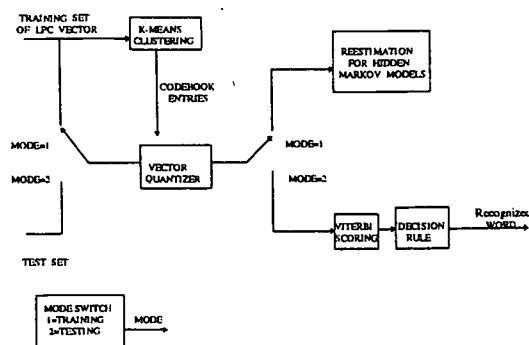 TRAINING SET
OF LPC VECTOR
K-MEANS
CLUSTERING
REESTIMATION
FOR HIDDEN
MARKOV MODELS
CODEBOOK
ENTRIES
MODE=1
MODE=1
VECTOR
QUANTIZER
MODE=2
MODE=2
VITERBI
SCORING
DECISION
RULE
Recognized
WORD
TEST SET
MODE SWITCH
1=TRAINING
2=TESTING
MODE